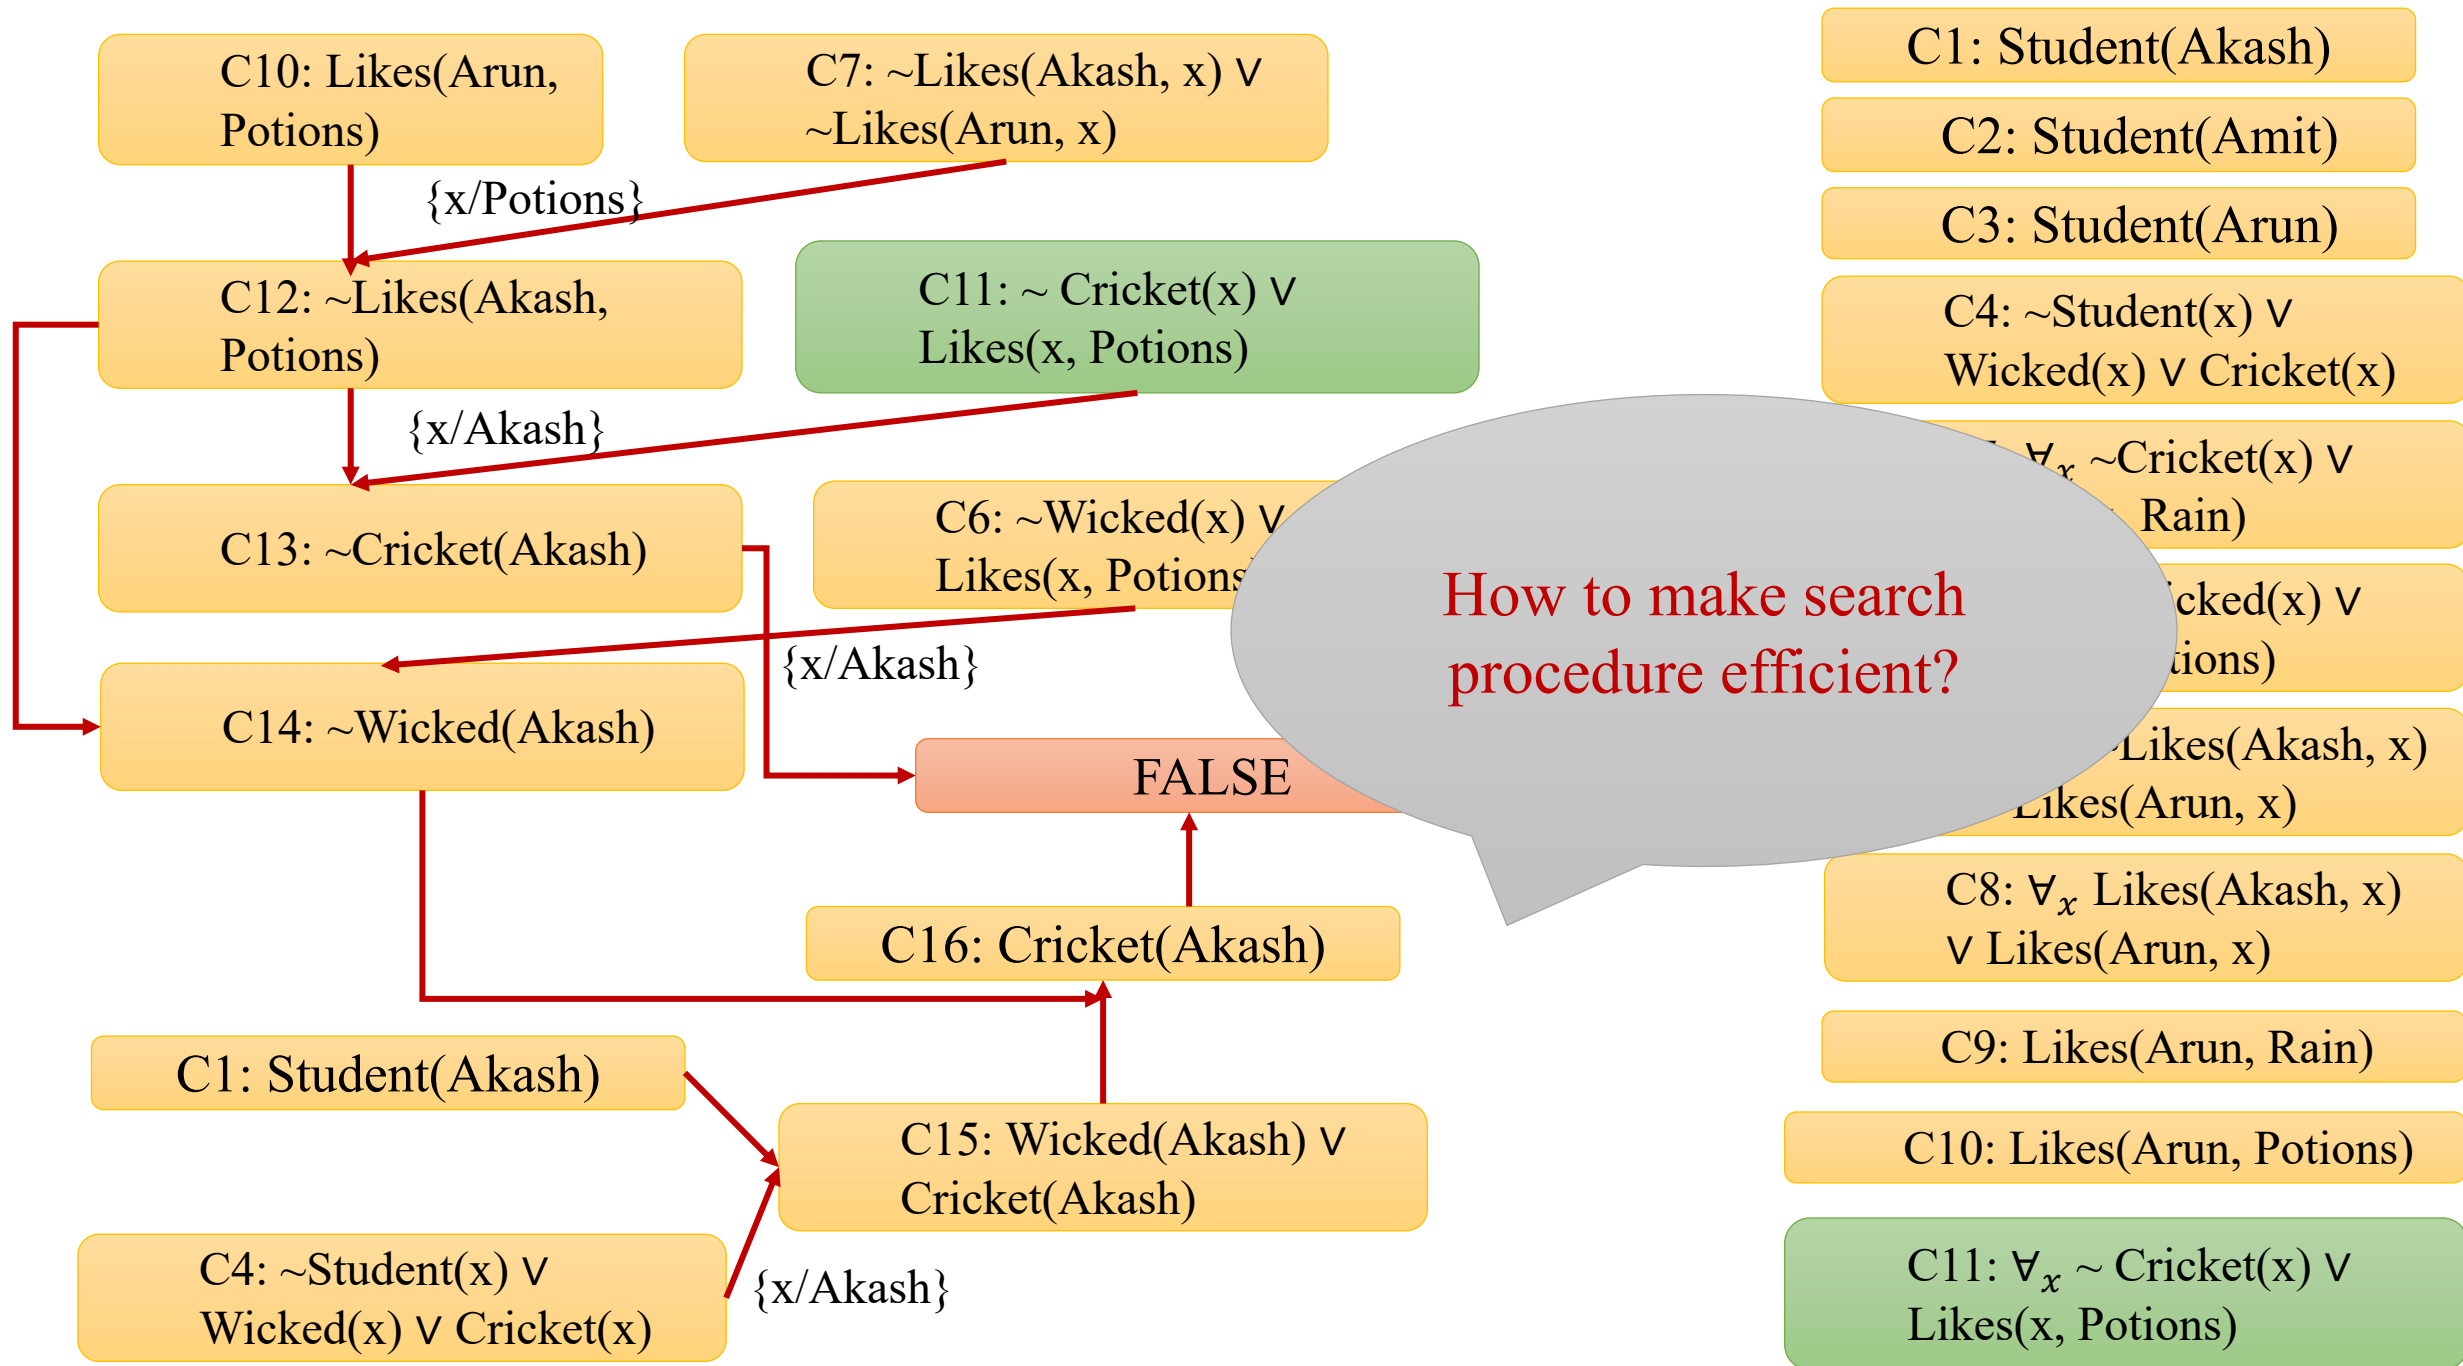 C10: Likes(Arun,
Potions)
C7: ~Likes(Akash, x) ∨
~Likes(Arun, x)
{x/Potions}
C12: ~Likes(Akash,
Potions)
C11: ~ Cricket(x) ∨
Likes(x, Potions)
{x/Akash}
C13: ~Cricket(Akash)
C6: ~Wicked(x) ∨
Likes(x, Potions)
{x/Akash}
C14: ~Wicked(Akash)
FALSE
C16: Cricket(Akash)
C1: Student(Akash)
C15: Wicked(Akash) ∨
Cricket(Akash)
C4: ~Student(x) ∨
Wicked(x) ∨ Cricket(x)
{x/Akash}
How to make search
procedure efficient?
C1: Student(Akash)
C2: Student(Amit)
C3: Student(Arun)
C4: ~Student(x) ∨
Wicked(x) ∨ Cricket(x)
∀x ~Cricket(x) ∨
Rain)
(x) ∨
Likes(Akash, x)
Likes(Arun, x)
C8: ∀x Likes(Akash, x)
∨ Likes(Arun, x)
C9: Likes(Arun, Rain)
C10: Likes(Arun, Potions)
C11: ∀x ~ Cricket(x) ∨
Likes(x, Potions)